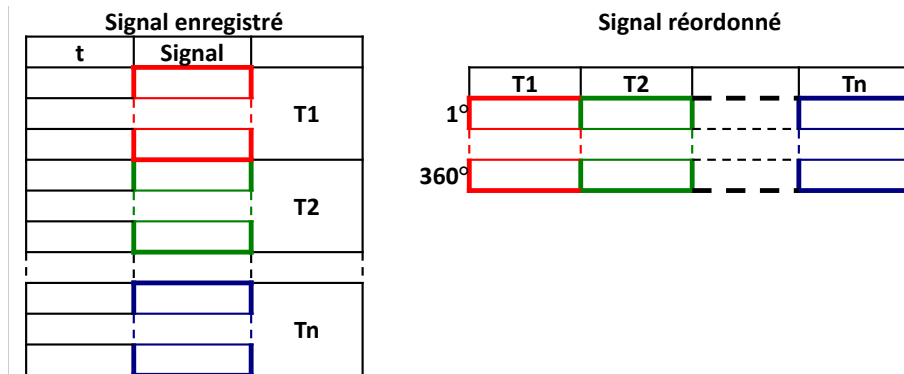 Signal enregistré
t Signal
T1
T2
Tn
Signal réordonné
T1 T2 Tn
1°
360°